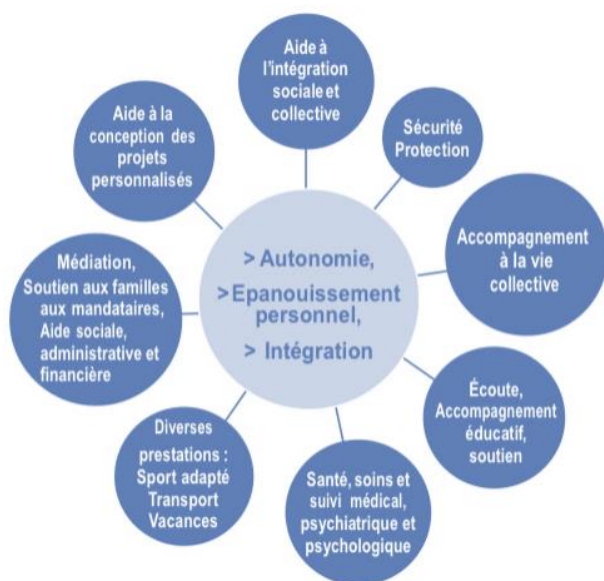 Aide à
l'intégration
sociale et
collective
Sécurité
Protection
Accompagnement
à la vie
collective
Écoute,
Accompagnement
éducatif,
soutien
Santé, soins et
suivi médical,
psychiatrique et
psychologique
Diverses
prestations :
Sport adapté
Transport
Vacances
Médiation,
Soutien aux familles
aux mandataires,
Aide sociale,
administrative et
financière
Aide à la
conception des
projets
personnalisés
> Autonomie,
> Epanouissement
personnel,
> Intégration